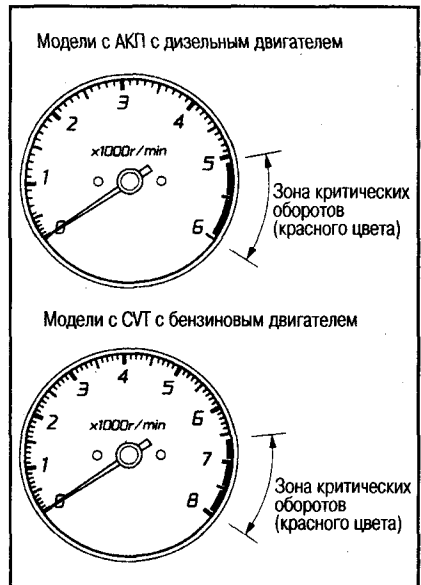 Модели с АКП с дизельным двигателем
3
2
4
x1000r/min
1
5
0
6
Зона критических
оборотов
(красного цвета)
Модели с CVT с бензиновым двигателем
4
3
5
2
6
x1000r/min
1
7
0
8
Зона критических
оборотов
(красного цвета)